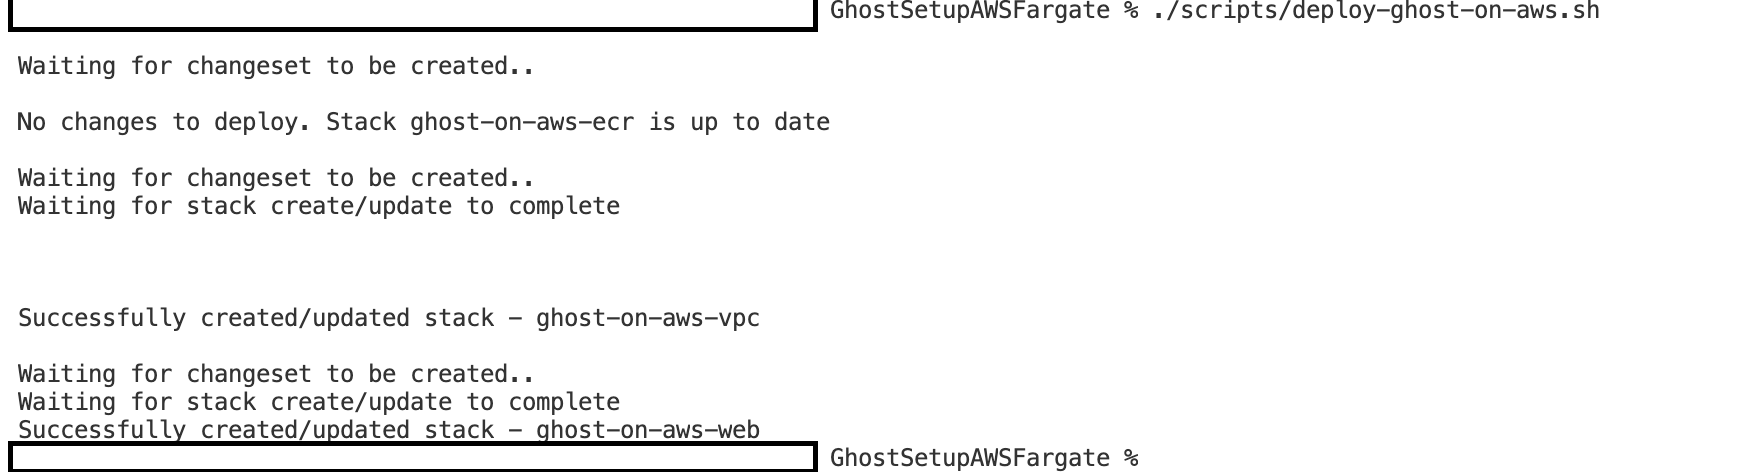 GhostSetupAWSFargate % ./scripts/deploy-ghost-on-aws.sh
Waiting for changeset to be created..
No changes to deploy. Stack ghost-on-aws-ecr is up to date
Waiting for changeset to be created..
Waiting for stack create/update to complete
Successfully created/updated stack - ghost-on-aws-vpc
Waiting for changeset to be created..
Waiting for stack create/update to complete
Successfully created/updated stack - ghost-on-aws-web
GhostSetupAWSFargate %